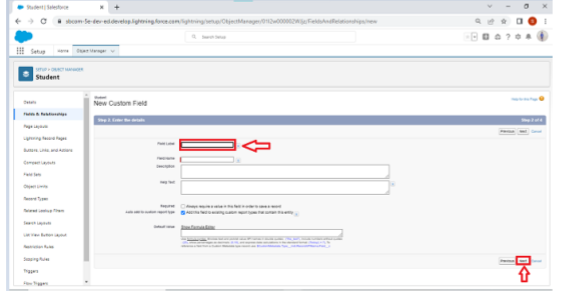 Student | Salesforce
sbcom-5e-dev-ed.develop.lightning.force.com
/lightning/setup/ObjectManager/
/FieldsAndRelationships/new
Search Setup
Setup
Home
Object Manager
SETUP > OBJECT MANAGER
Student
Details
Fields & Relationships
Page Layouts
Lightning Record Pages
Buttons, Links, and Actions
Compact Layouts
Field Sets
Object Limits
Record Types
Related Lookup Filters
Search Layouts
List View Button Layout
Restriction Rules
Scoping Rules
Triggers
Flow Triggers
Student
New Custom Field
Help for this Page
Step 2. Enter the details
Step 2 of 4
Previous Next Cancel
Field Label
Field Name
Description
Help Text
Required
Always require a value in this field in order to save a record
Auto add to custom report type
Add this field to existing custom report types that contain this entity
Default Value
Show Formula Editor
Previous Next Cancel